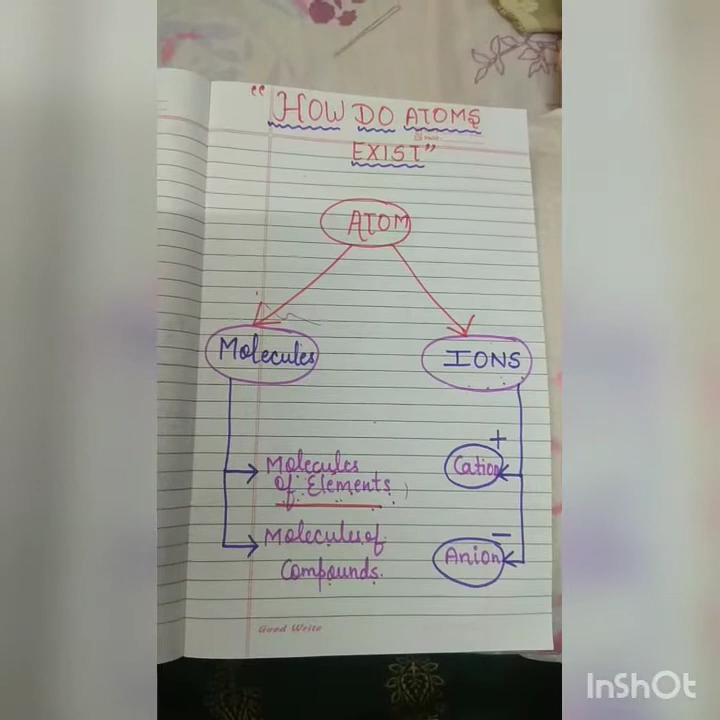 "HOW DO ATOMS
EXIST"
ATOM
Molecules
IONS
Molecules
of Elements
Molecules of
Compounds.
+
Cation
−
Anion
Good Write
InShOt